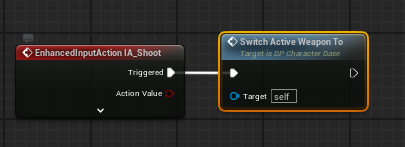 EnhancedInputAction IA_Shoot
Triggered
Action Value
Switch Active Weapon To
Target is BP Character Base
Target self